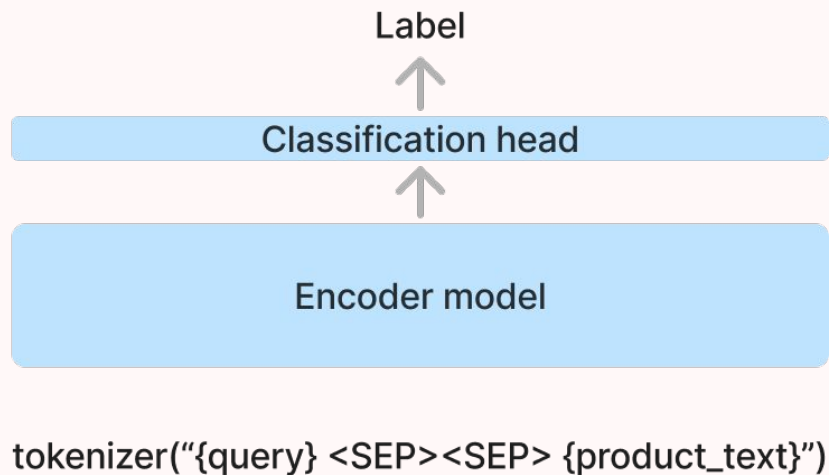 Label
Classification head
Encoder model
tokenizer(“{query} <SEP><SEP> {product_text}”)